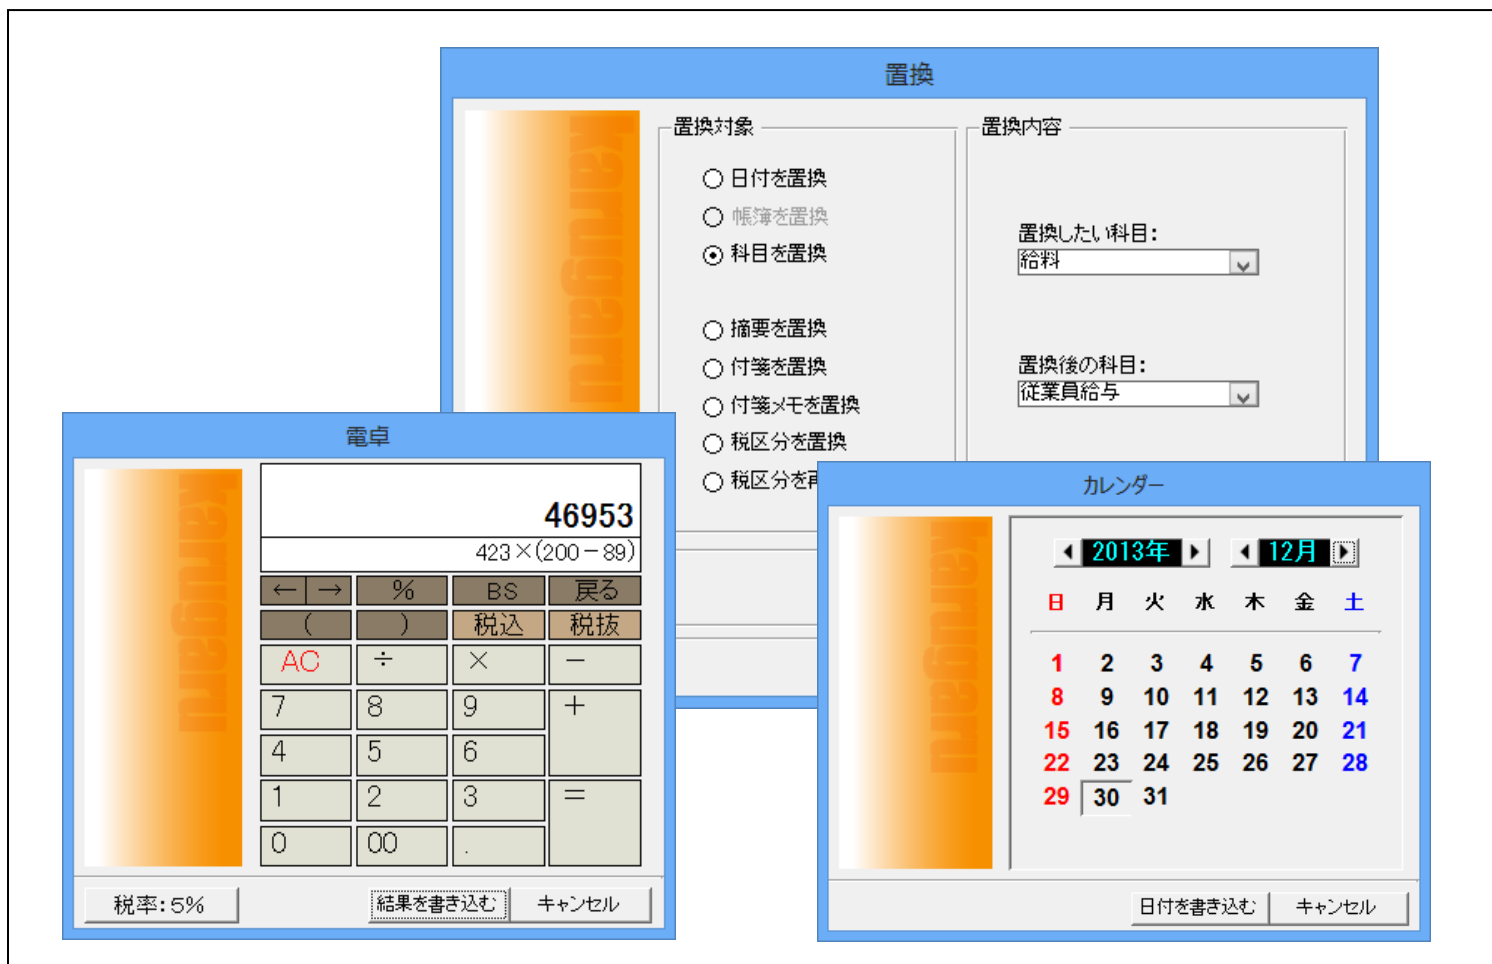 置換
karugaru
置換対象
日付を置換
帳簿を置換
科目を置換
摘要を置換
付箋を置換
付箋メモを置換
税区分を置換
税区分を再
置換内容
置換したい科目:
給料
置換後の科目:
従業員給与
電卓
karugaru
46953
423×(200-89)
← → % BS 戻る
( ) 税込 税抜
AC ÷ × -
7 8 9 +
4 5 6
1 2 3 =
0 00 .
税率:5% 結果を書き込む キャンセル
カレンダー
karugaru
2013年 12月
日 月 火 水 木 金 土
1 2 3 4 5 6 7
8 9 10 11 12 13 14
15 16 17 18 19 20 21
22 23 24 25 26 27 28
29 30 31
日付を書き込む キャンセル